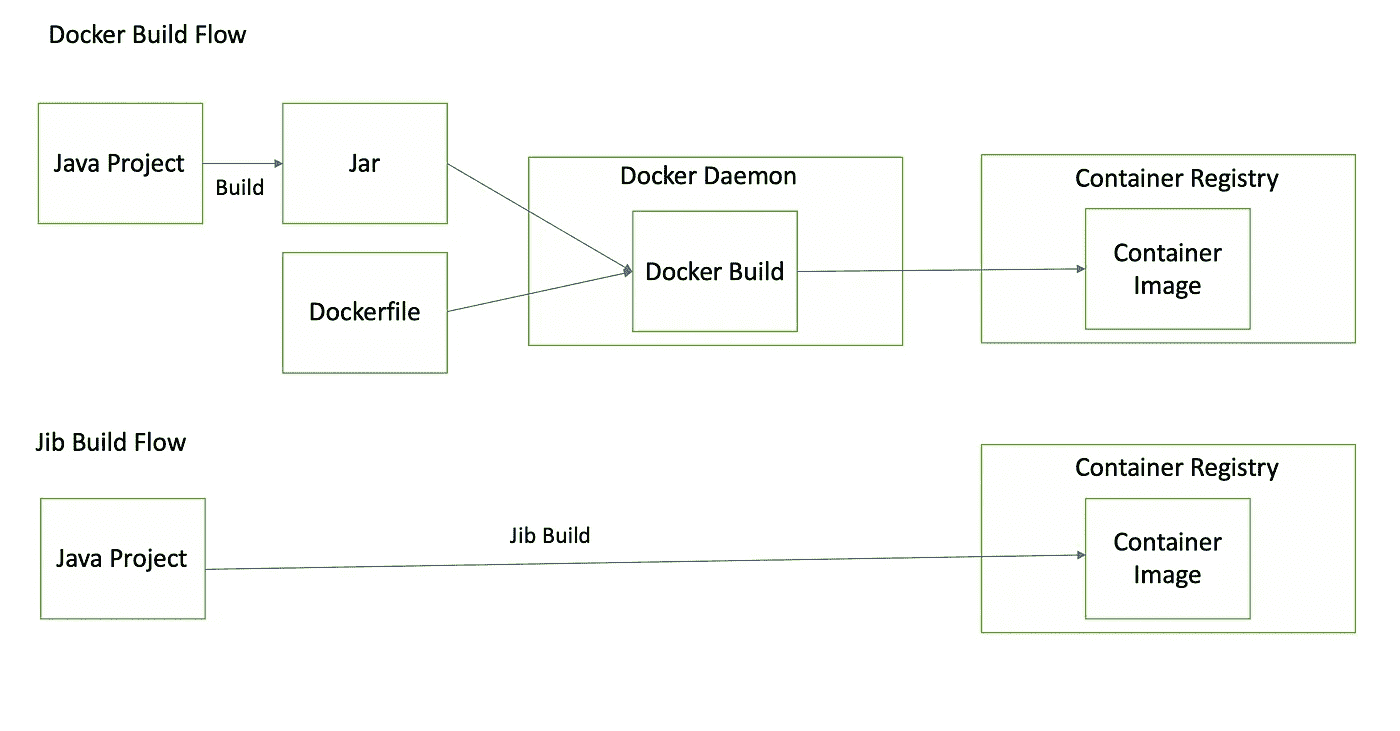 Docker Build Flow
Java Project
Build
Jar
Dockerfile
Docker Daemon
Docker Build
Container Registry
Container
Image
Jib Build Flow
Java Project
Jib Build
Container Registry
Container
Image